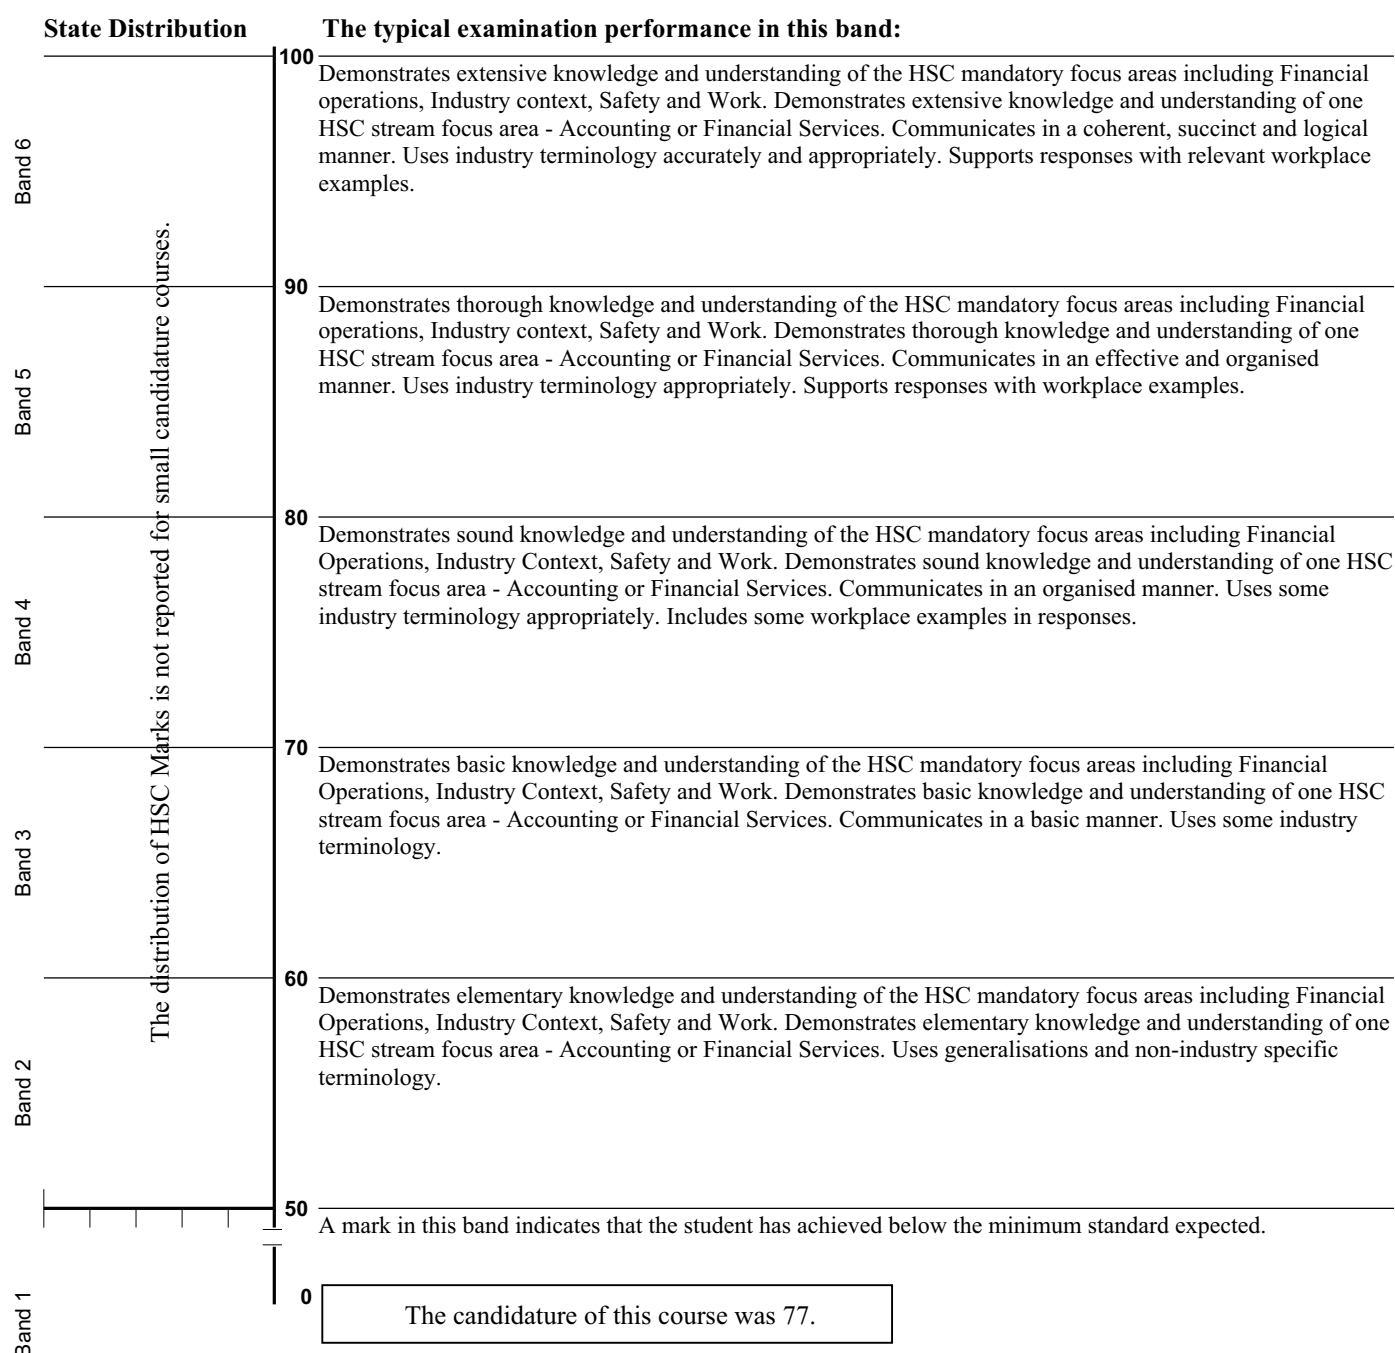 State Distribution
The typical examination performance in this band:
100
Band 6
Demonstrates extensive knowledge and understanding of the HSC mandatory focus areas including Financial
operations, Industry context, Safety and Work. Demonstrates extensive knowledge and understanding of one
HSC stream focus area - Accounting or Financial Services. Communicates in a coherent, succinct and logical
manner. Uses industry terminology accurately and appropriately. Supports responses with relevant workplace
examples.
The distribution of HSC Marks is not reported for small candidature courses.
90
Band 5
Demonstrates thorough knowledge and understanding of the HSC mandatory focus areas including Financial
operations, Industry context, Safety and Work. Demonstrates thorough knowledge and understanding of one
HSC stream focus area - Accounting or Financial Services. Communicates in an effective and organised
manner. Uses industry terminology appropriately. Supports responses with workplace examples.
80
Band 4
Demonstrates sound knowledge and understanding of the HSC mandatory focus areas including Financial
Operations, Industry Context, Safety and Work. Demonstrates sound knowledge and understanding of one HSC
stream focus area - Accounting or Financial Services. Communicates in an organised manner. Uses some
industry terminology appropriately. Includes some workplace examples in responses.
70
Band 3
Demonstrates basic knowledge and understanding of the HSC mandatory focus areas including Financial
Operations, Industry Context, Safety and Work. Demonstrates basic knowledge and understanding of one HSC
stream focus area - Accounting or Financial Services. Communicates in a basic manner. Uses some industry
terminology.
60
Band 2
Demonstrates elementary knowledge and understanding of the HSC mandatory focus areas including Financial
Operations, Industry Context, Safety and Work. Demonstrates elementary knowledge and understanding of one
HSC stream focus area - Accounting or Financial Services. Uses generalisations and non-industry specific
terminology.
50
A mark in this band indicates that the student has achieved below the minimum standard expected.
Band 1
0
The candidature of this course was 77.